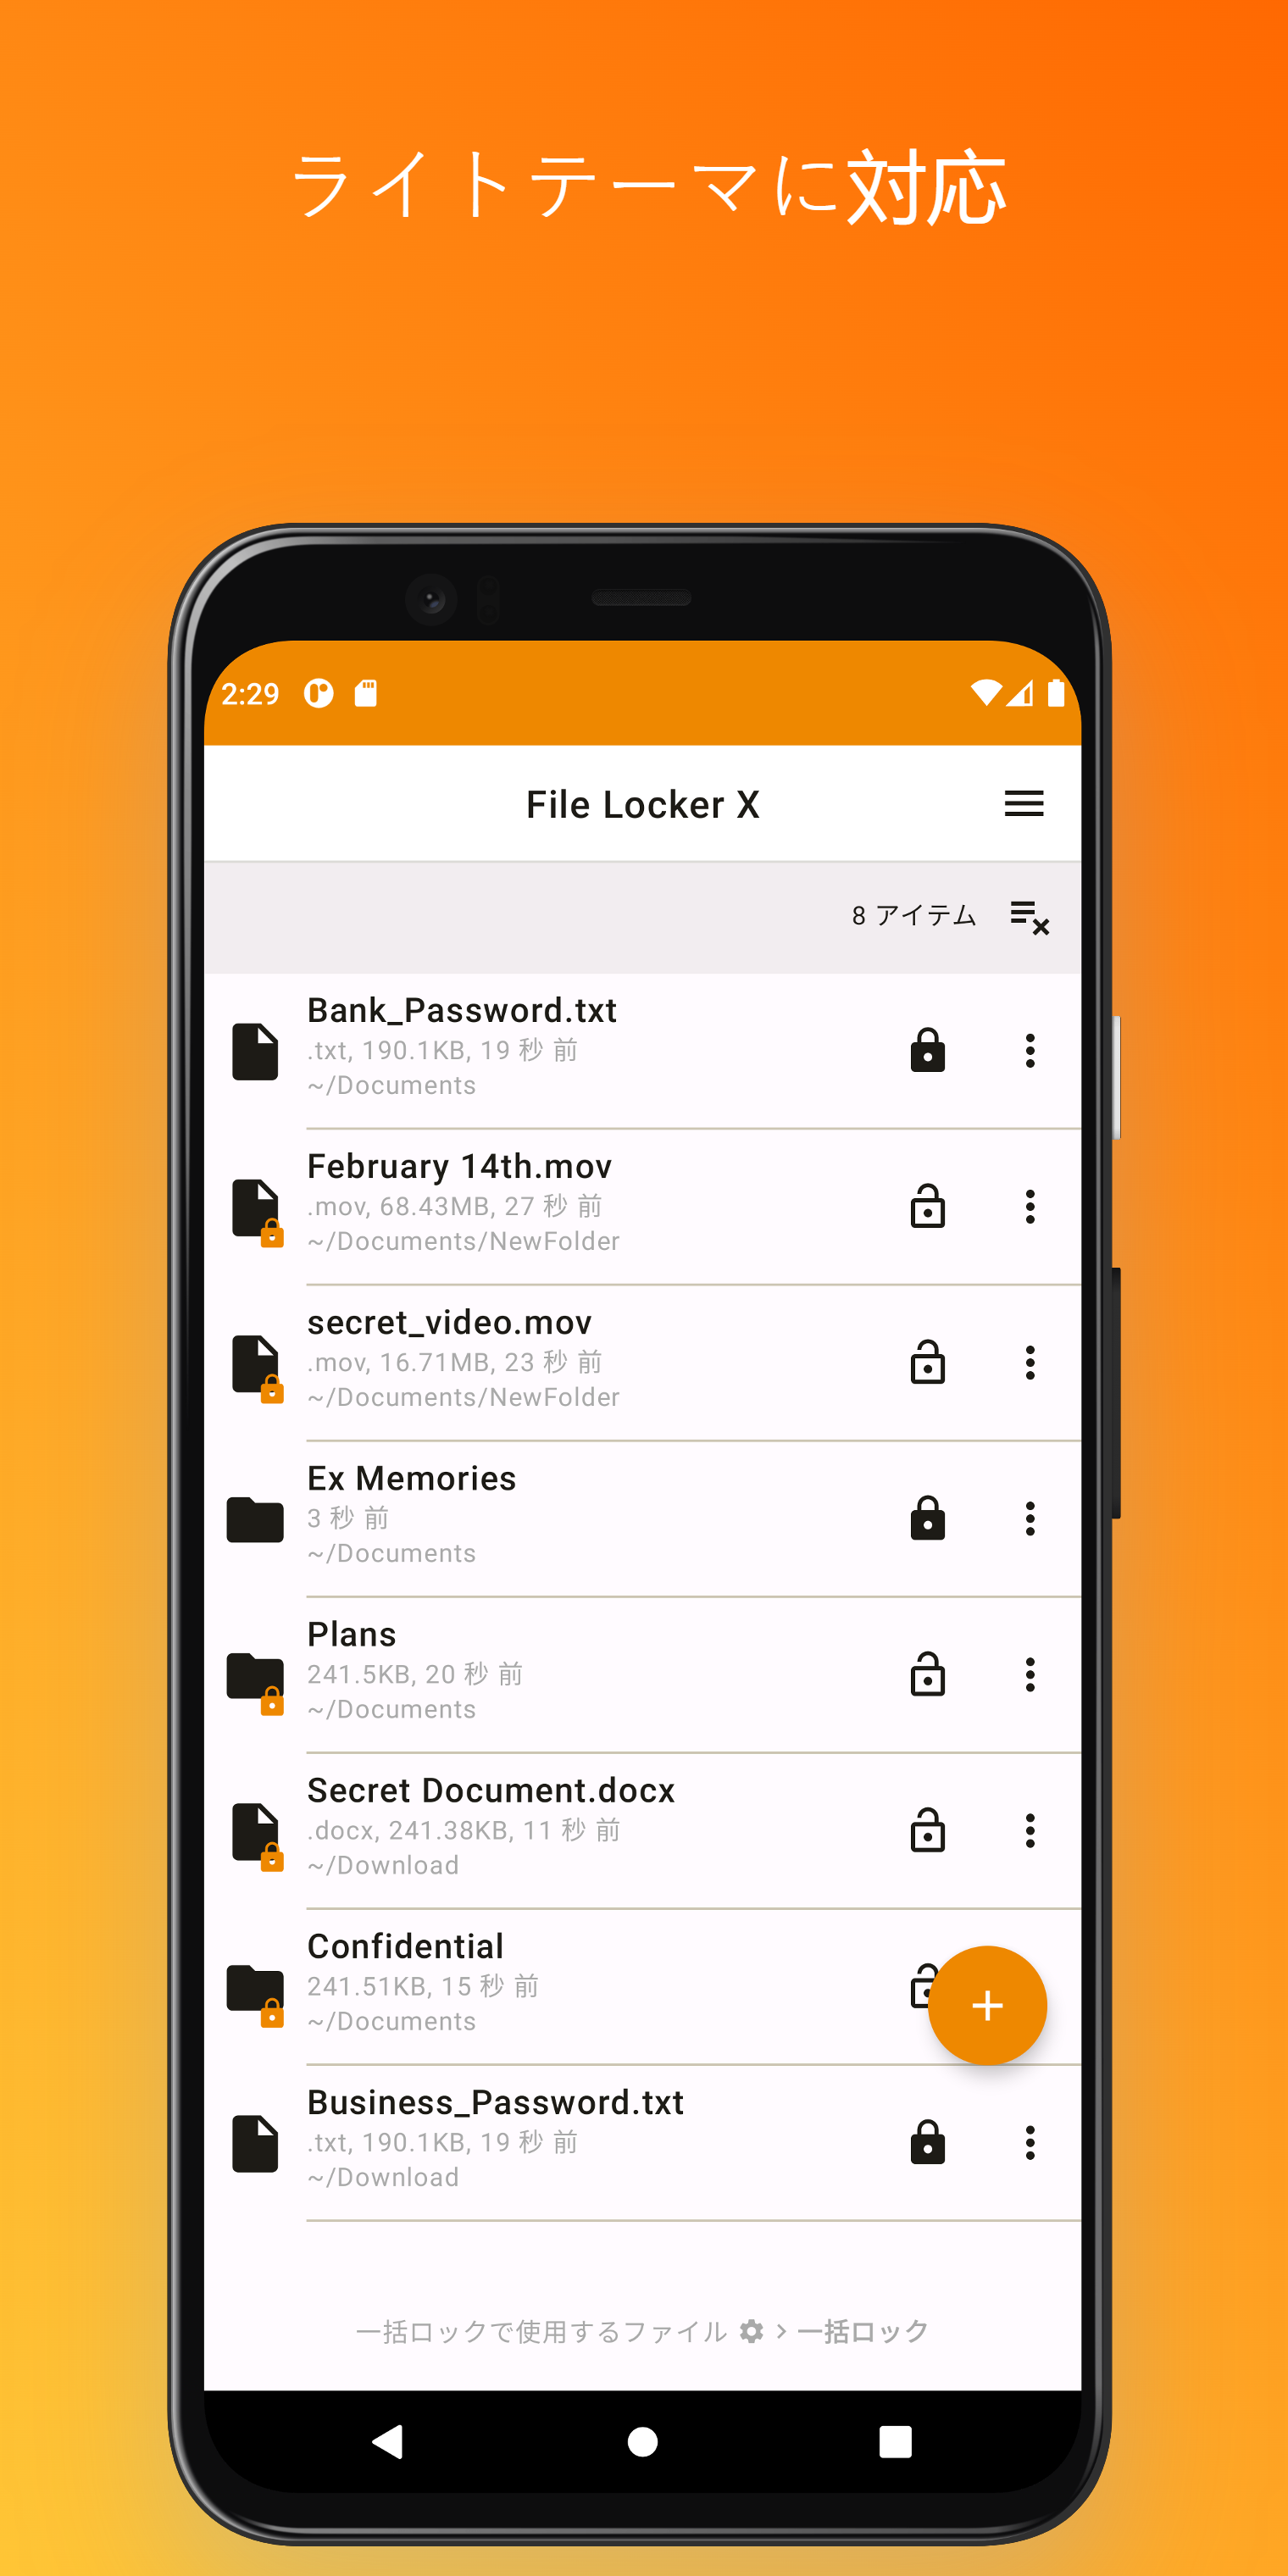 ライトテーマに対応
2:29
File Locker X
8 アイテム
Bank_Password.txt
.txt, 190.1KB, 19 秒 前
~/Documents
February 14th.mov
.mov, 68.43MB, 27 秒 前
~/Documents/NewFolder
secret_video.mov
.mov, 16.71MB, 23 秒 前
~/Documents/NewFolder
Ex Memories
3 秒 前
~/Documents
Plans
241.5KB, 20 秒 前
~/Documents
Secret Document.docx
.docx, 241.38KB, 11 秒 前
~/Download
Confidential
241.51KB, 15 秒 前
~/Documents
Business_Password.txt
.txt, 190.1KB, 19 秒 前
~/Download
一括ロックで使用するファイル > 一括ロック